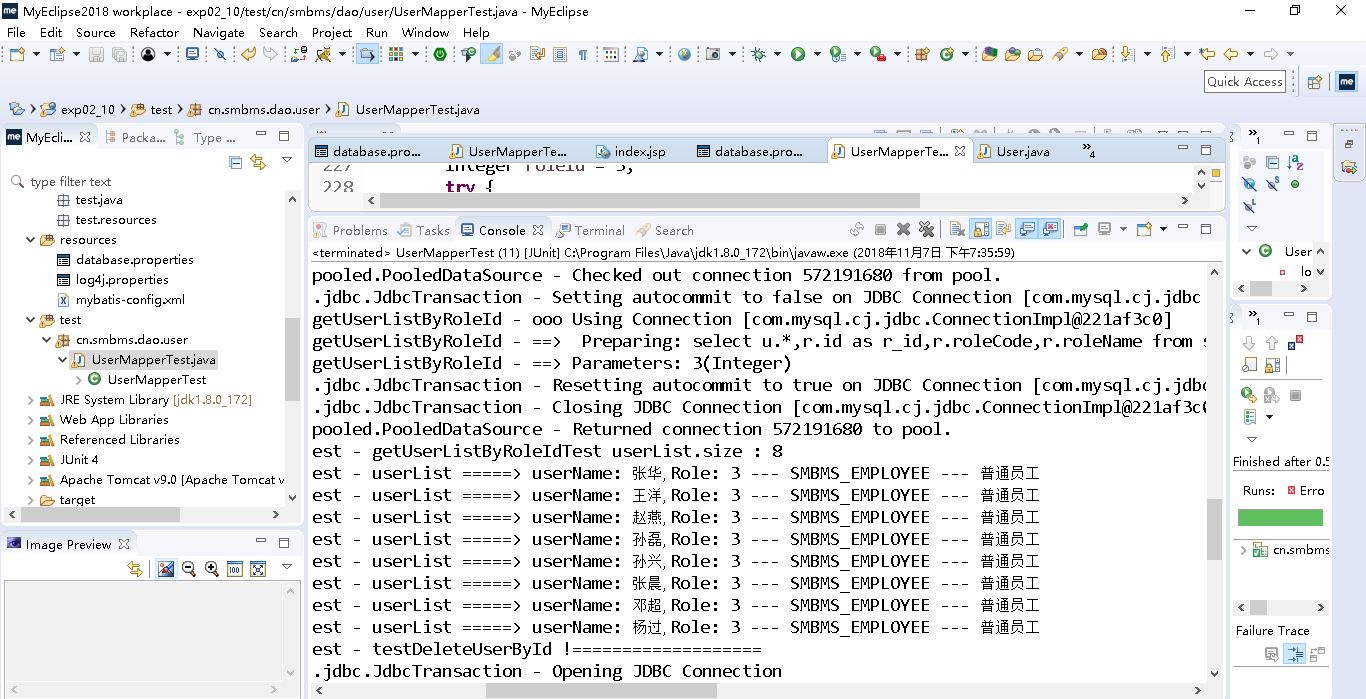 MyEclipse2018 workplace - exp02_10/test/cn/smbms/dao/user/UserMapperTest.java - MyEclipse
File Edit Source Refactor Navigate Search Project Run Window Help
Quick Access
exp02_10 test cn.smbms.dao.user UserMapperTest.java
MyEcli... Packa... Type ...
type filter text
test.java
test.resources
resources
database.properties
log4j.properties
mybatis-config.xml
test
cn.smbms.dao.user
UserMapperTest.java
UserMapperTest
JRE System Library [jdk1.8.0_172]
Web App Libraries
Referenced Libraries
JUnit 4
Apache Tomcat v9.0 [Apache Tomcat v
target
Image Preview
database.pro... UserMapperTe... index.jsp database.pro... UserMapperTe... User.java 4
227 Integer roleId = 3;
228 try {
Problems Tasks Console Terminal Search
<terminated> UserMapperTest (11) [JUnit] C:\Program Files\Java\jdk1.8.0_172\bin\javaw.exe (2018年11月7日 下午7:35:59)
pooled.PooledDataSource - Checked out connection 572191680 from pool.
.jdbc.JdbcTransaction - Setting autocommit to false on JDBC Connection [com.mysql.cj.jdbc
getUserListByRoleId - ooo Using Connection [com.mysql.cj.jdbc.ConnectionImpl@221af3c0]
getUserListByRoleId - ==>  Preparing: select u.*,r.id as r_id,r.roleCode,r.roleName from s
getUserListByRoleId - ==> Parameters: 3(Integer)
.jdbc.JdbcTransaction - Resetting autocommit to true on JDBC Connection [com.mysql.cj.jdbc
.jdbc.JdbcTransaction - Closing JDBC Connection [com.mysql.cj.jdbc.ConnectionImpl@221af3c0
pooled.PooledDataSource - Returned connection 572191680 to pool.
est - getUserListByRoleIdTest userList.size : 8
est - userList =====> userName: 张华,Role: 3 --- SMBMS_EMPLOYEE --- 普通员工
est - userList =====> userName: 王洋,Role: 3 --- SMBMS_EMPLOYEE --- 普通员工
est - userList =====> userName: 赵燕,Role: 3 --- SMBMS_EMPLOYEE --- 普通员工
est - userList =====> userName: 孙磊,Role: 3 --- SMBMS_EMPLOYEE --- 普通员工
est - userList =====> userName: 孙兴,Role: 3 --- SMBMS_EMPLOYEE --- 普通员工
est - userList =====> userName: 张晨,Role: 3 --- SMBMS_EMPLOYEE --- 普通员工
est - userList =====> userName: 邓超,Role: 3 --- SMBMS_EMPLOYEE --- 普通员工
est - userList =====> userName: 杨过,Role: 3 --- SMBMS_EMPLOYEE --- 普通员工
est - testDeleteUserById !===================
.jdbc.JdbcTransaction - Opening JDBC Connection
1
User
lo
1
Finished after 0.5
Runs: Erro
cn.smbms
Failure Trace